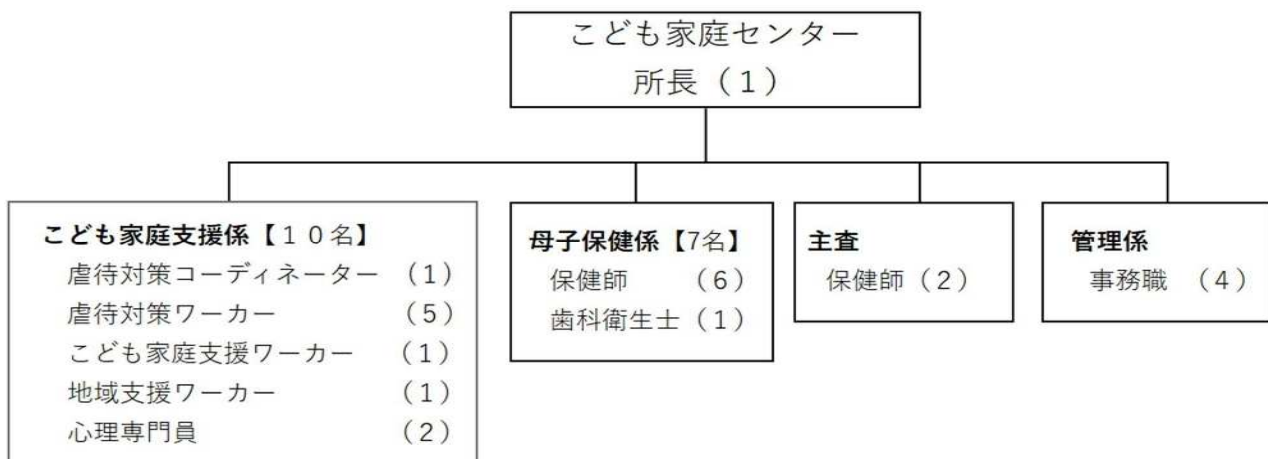 こども家庭センター
所長（１）
こども家庭支援係【１０名】
虐待対策コーディネーター （１）
虐待対策ワーカー （５）
こども家庭支援ワーカー （１）
地域支援ワーカー （１）
心理専門員 （２）
母子保健係【7名】
保健師 （６）
歯科衛生士（１）
主査
保健師（２）
管理係
事務職 （４）